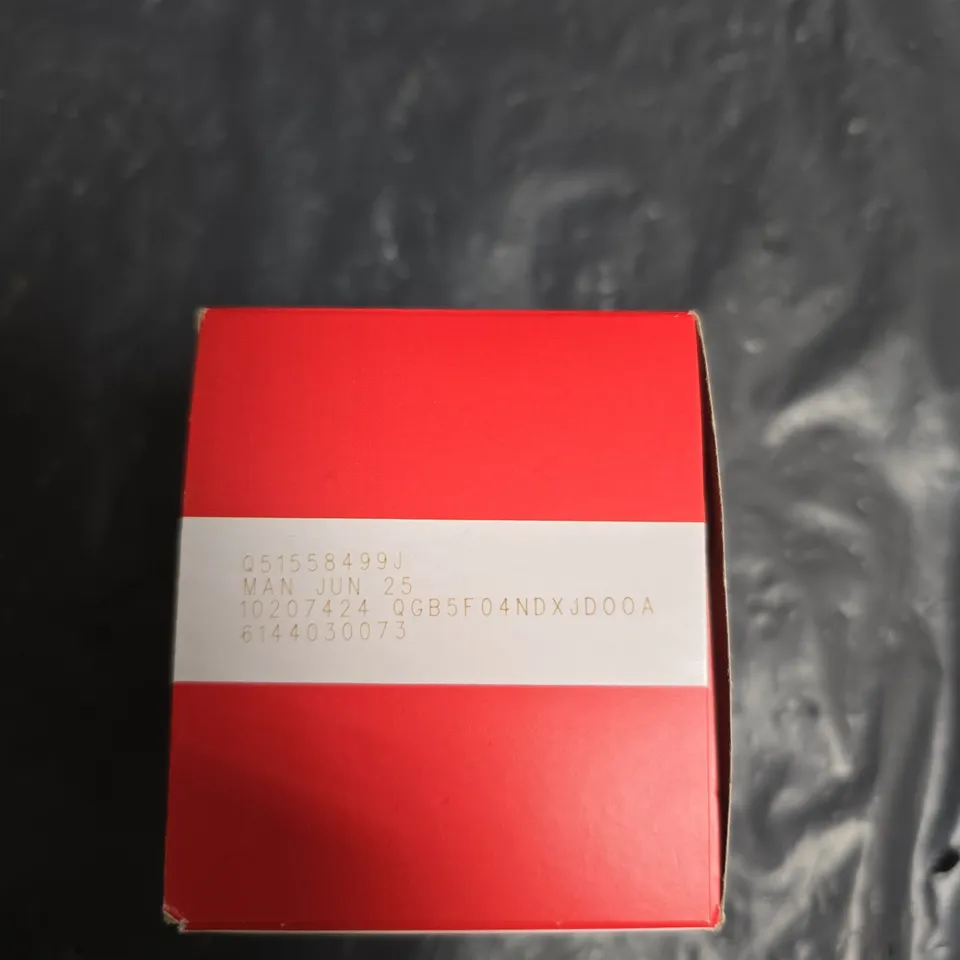 Q51558499J
MAN JUN 25
10207424 QGB5F04NDXJD00A
6144030073